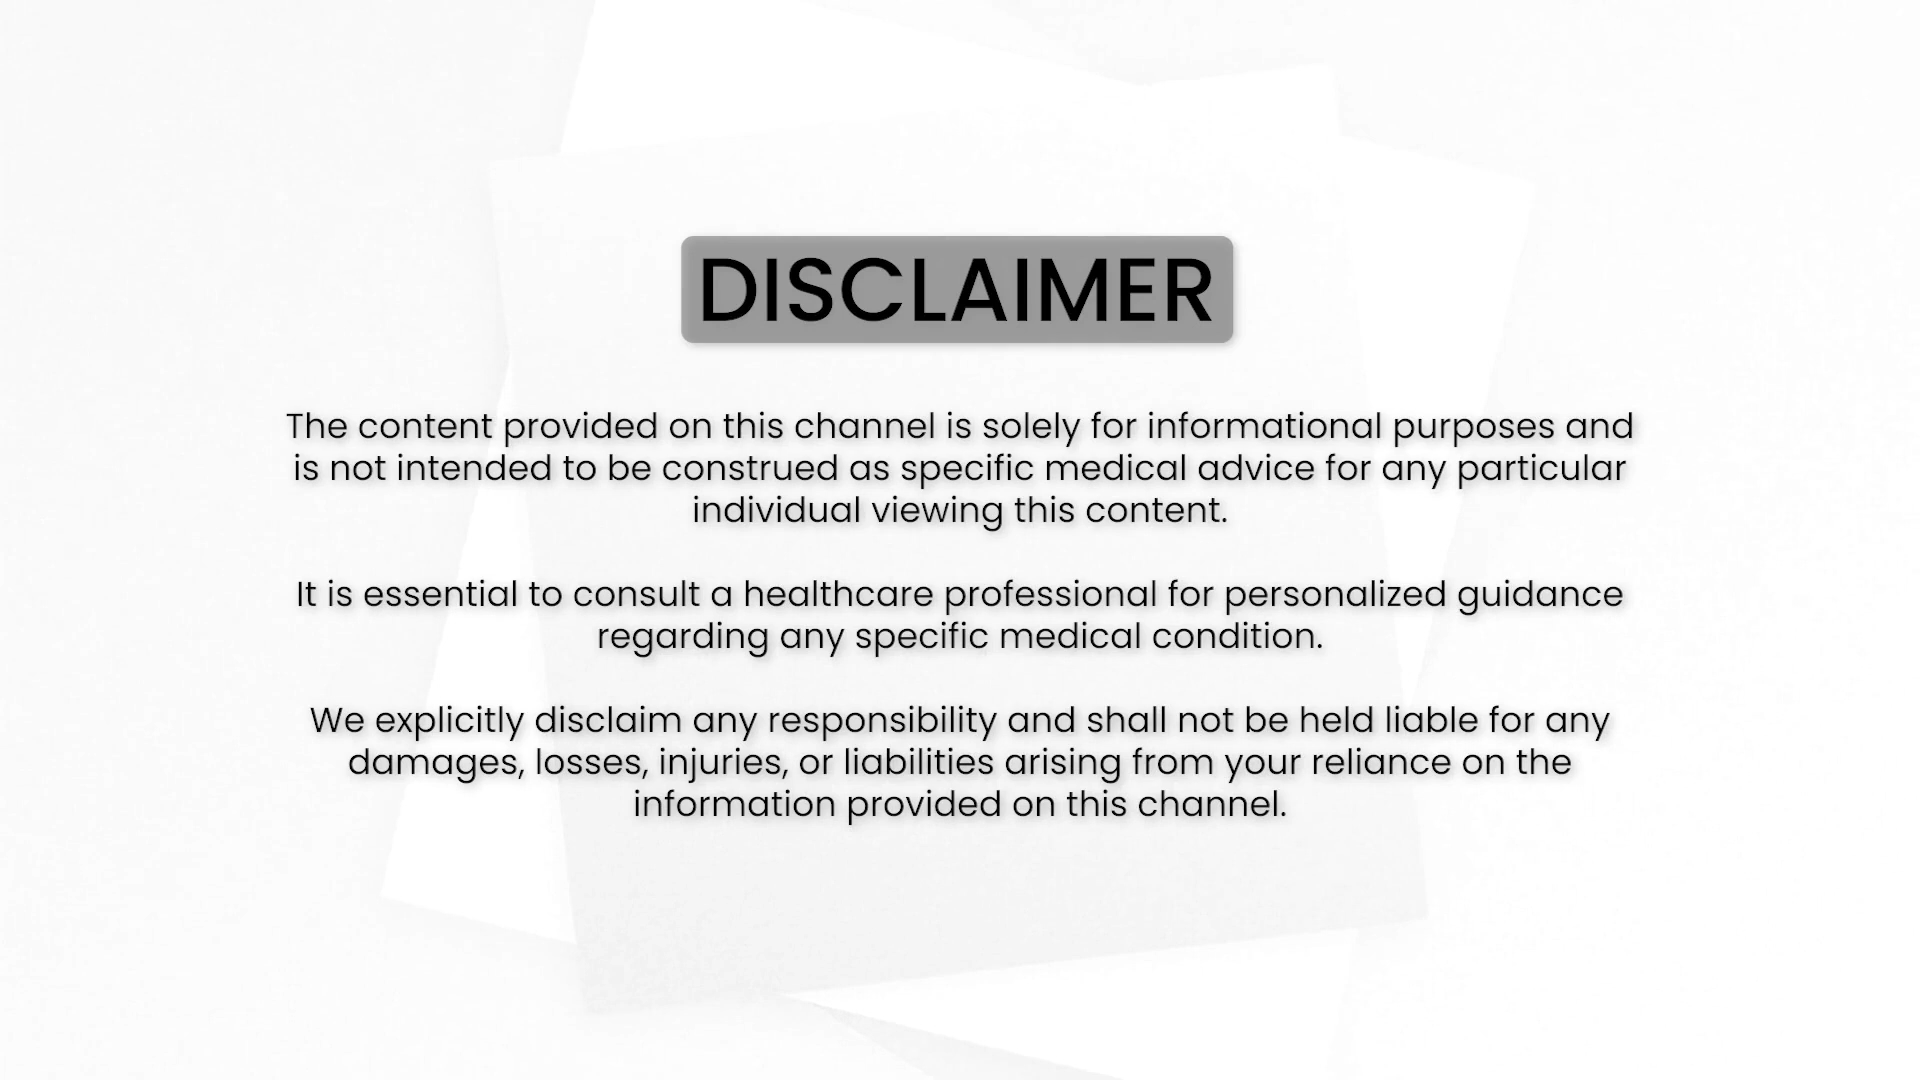 DISCLAIMER
The content provided on this channel is solely for informational purposes and
is not intended to be construed as specific medical advice for any particular
individual viewing this content.
It is essential to consult a healthcare professional for personalized guidance
regarding any specific medical condition.
We explicitly disclaim any responsibility and shall not be held liable for any
damages, losses, injuries, or liabilities arising from your reliance on the
information provided on this channel.